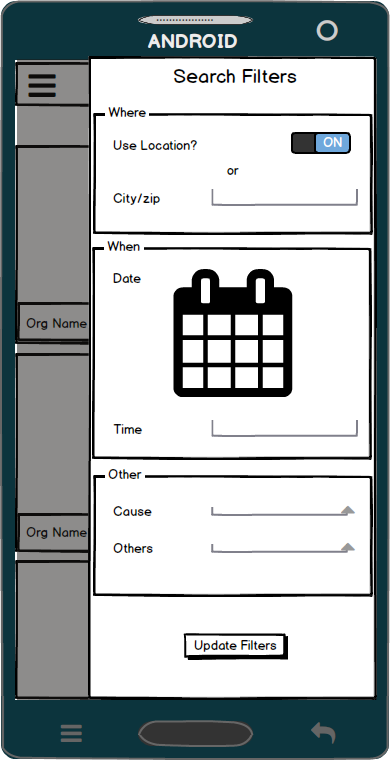 ANDROID
Search Filters
Where
Use Location? ON
or
City/zip
When
Date
Org Name
Time
Other
Cause
Org Name
Others
Update Filters